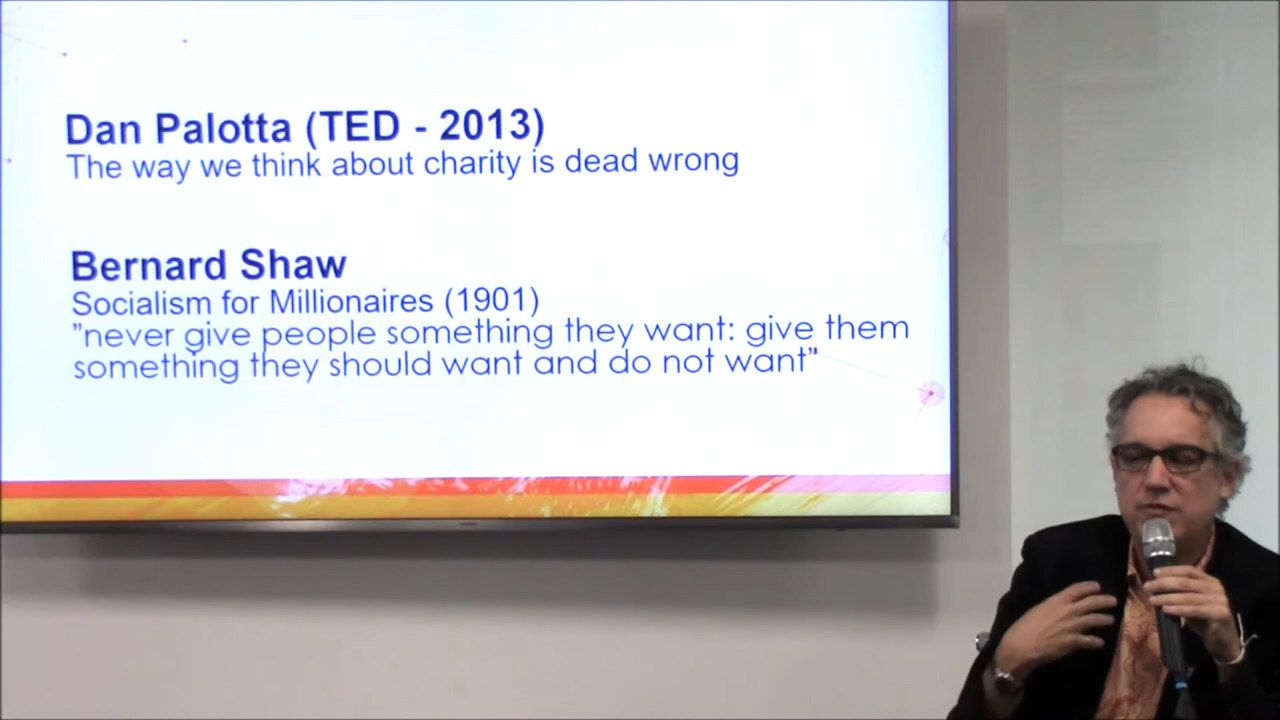 Dan Palotta (TED - 2013)
The way we think about charity is dead wrong
Bernard Shaw
Socialism for Millionaires (1901)
”never give people something they want: give them
something they should want and do not want”